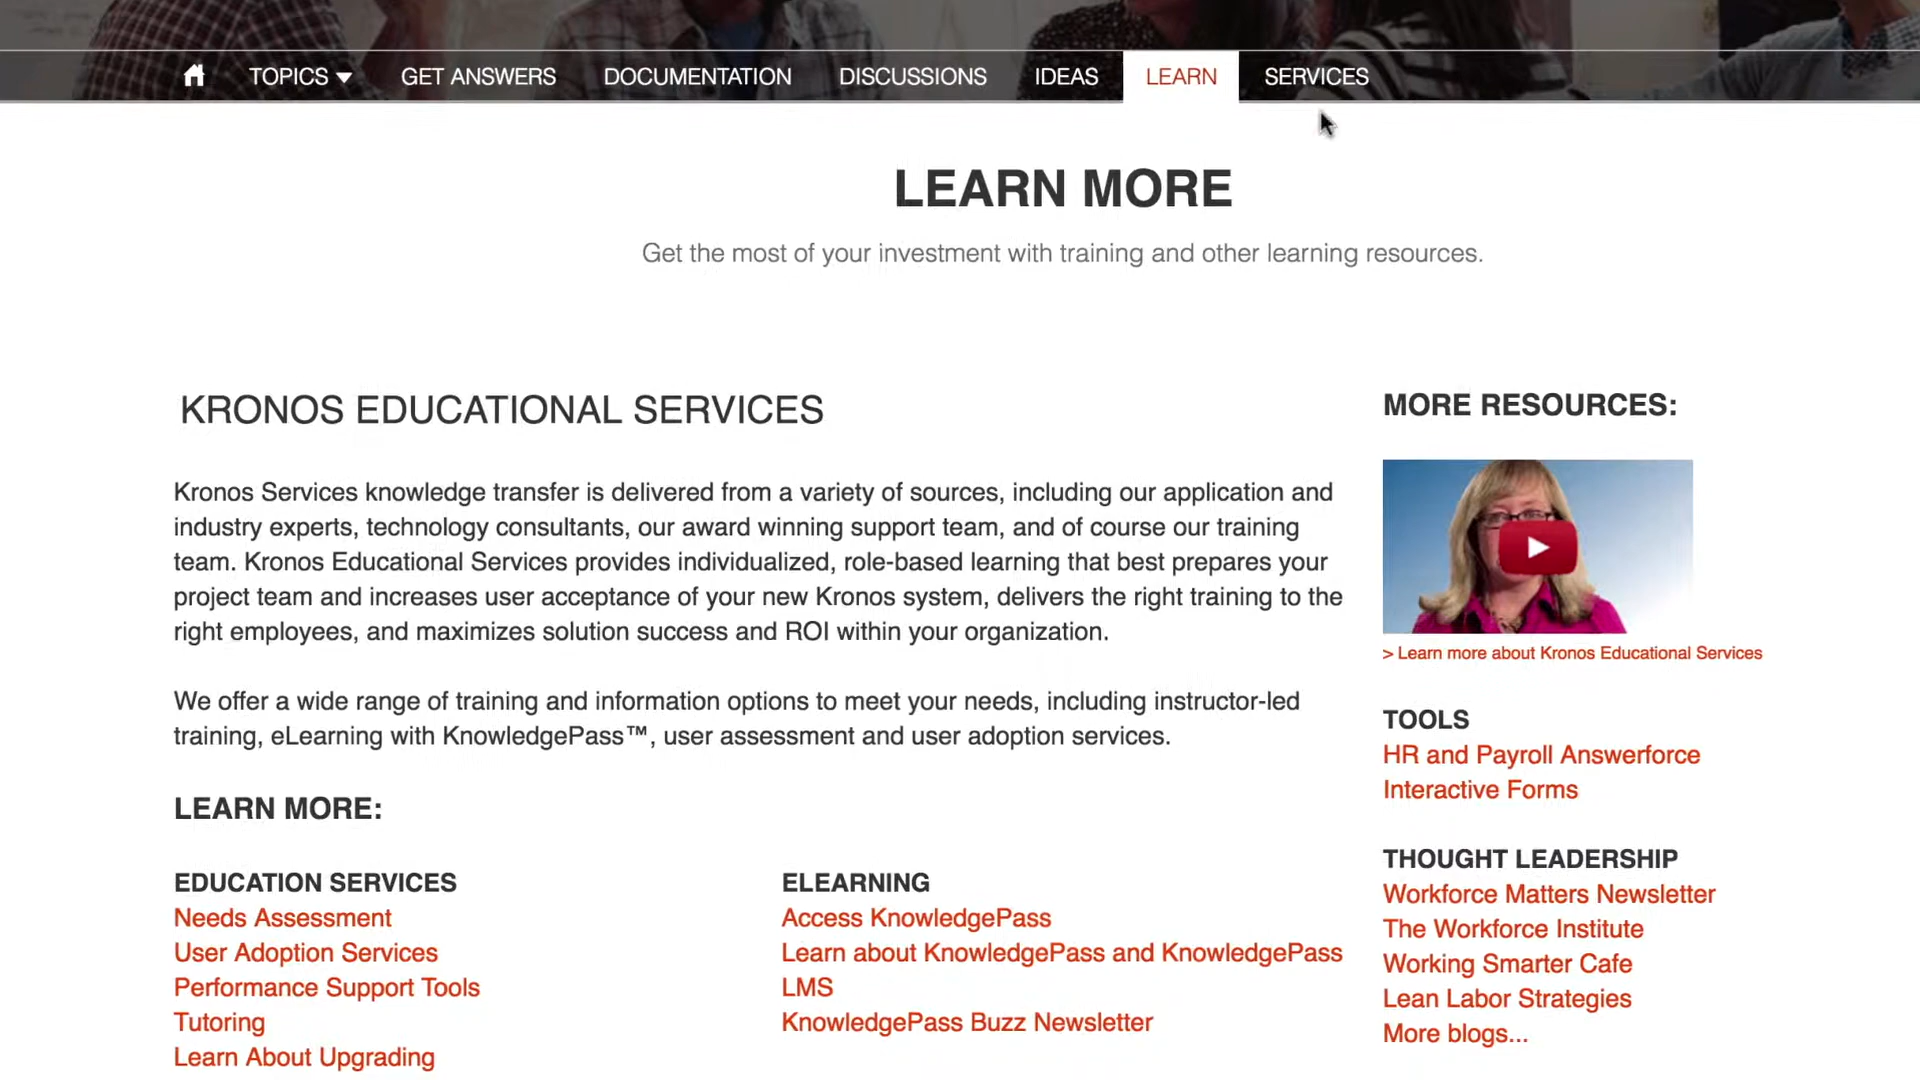 TOPICS GET ANSWERS DOCUMENTATION DISCUSSIONS IDEAS LEARN SERVICES
LEARN MORE
Get the most of your investment with training and other learning resources.
KRONOS EDUCATIONAL SERVICES
Kronos Services knowledge transfer is delivered from a variety of sources, including our application and
industry experts, technology consultants, our award winning support team, and of course our training
team. Kronos Educational Services provides individualized, role-based learning that best prepares your
project team and increases user acceptance of your new Kronos system, delivers the right training to the
right employees, and maximizes solution success and ROI within your organization.
We offer a wide range of training and information options to meet your needs, including instructor-led
training, eLearning with KnowledgePass™, user assessment and user adoption services.
LEARN MORE:
EDUCATION SERVICES
Needs Assessment
User Adoption Services
Performance Support Tools
Tutoring
Learn About Upgrading
ELEARNING
Access KnowledgePass
Learn about KnowledgePass and KnowledgePass
LMS
KnowledgePass Buzz Newsletter
MORE RESOURCES:
> Learn more about Kronos Educational Services
TOOLS
HR and Payroll Answerforce
Interactive Forms
THOUGHT LEADERSHIP
Workforce Matters Newsletter
The Workforce Institute
Working Smarter Cafe
Lean Labor Strategies
More blogs...